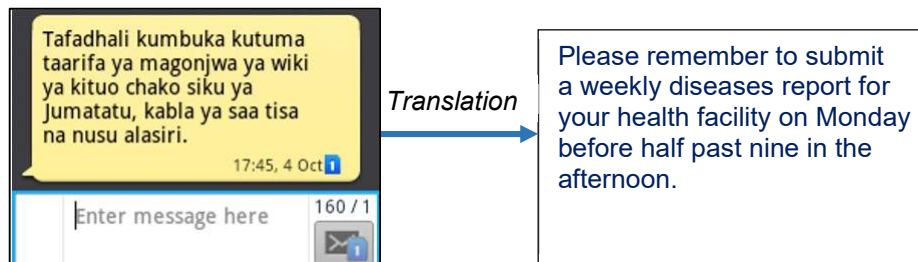 Tafadhali kumbuka kutuma
taarifa ya magonjwa ya wiki
ya kituo chako siku ya
Jumatatu, kabla ya saa tisa
na nusu alasiri.
17:45, 4 Oct 1
Enter message here
160 / 1
1
Translation
Please remember to submit
a weekly diseases report for
your health facility on Monday
before half past nine in the
afternoon.